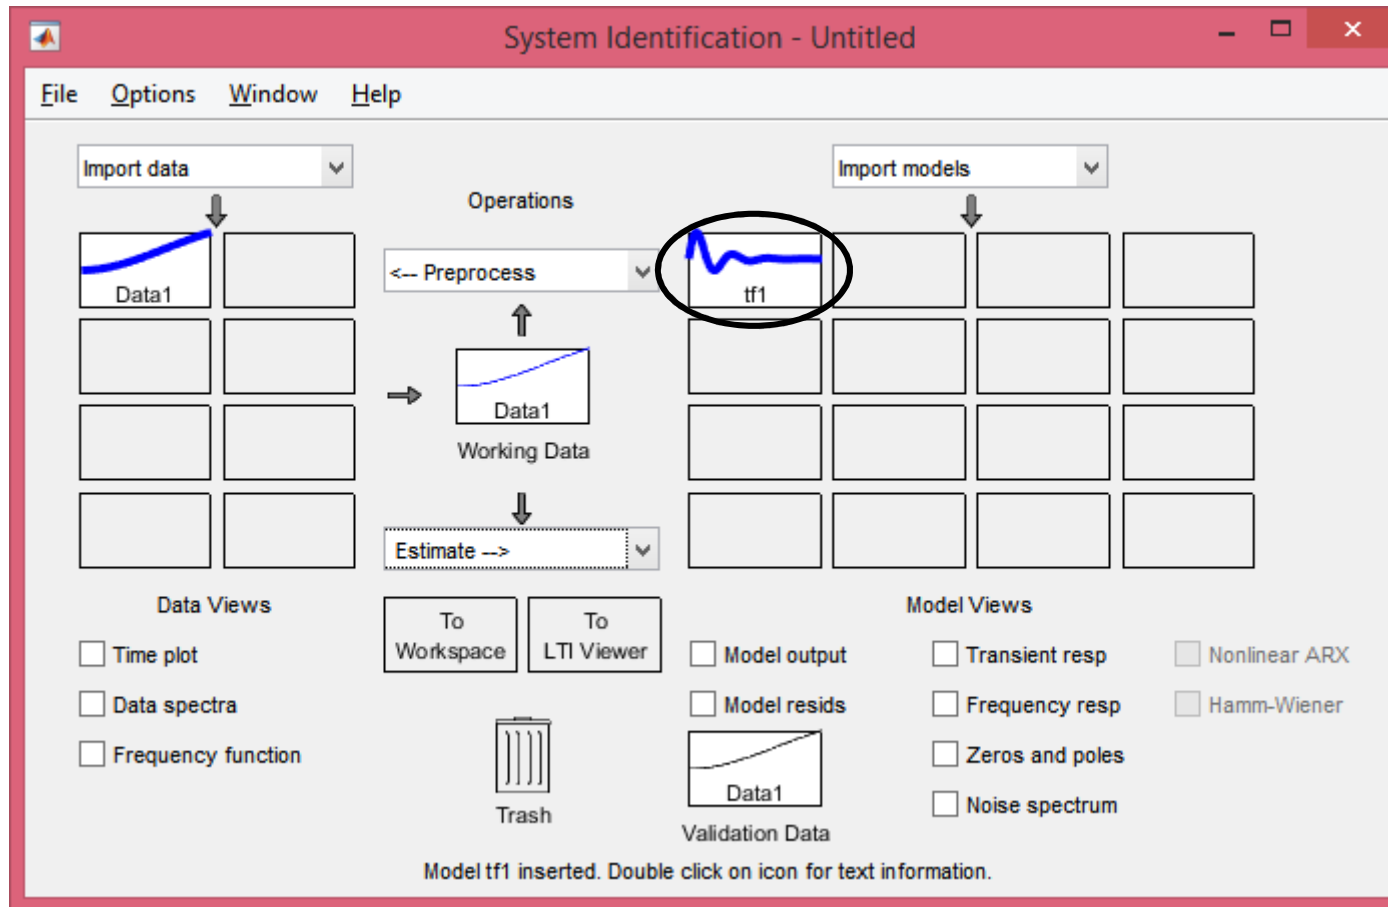 System Identification - Untitled
File Options Window Help
Import data
Import models
Operations
<-- Preprocess
Data1
tf1
Data1
Working Data
Estimate -->
Data Views
Model Views
To Workspace
To LTI Viewer
Time plot
Data spectra
Frequency function
Trash
Model output
Model resids
Data1
Validation Data
Transient resp
Frequency resp
Zeros and poles
Noise spectrum
Nonlinear ARX
Hamm-Wiener
Model tf1 inserted. Double click on icon for text information.